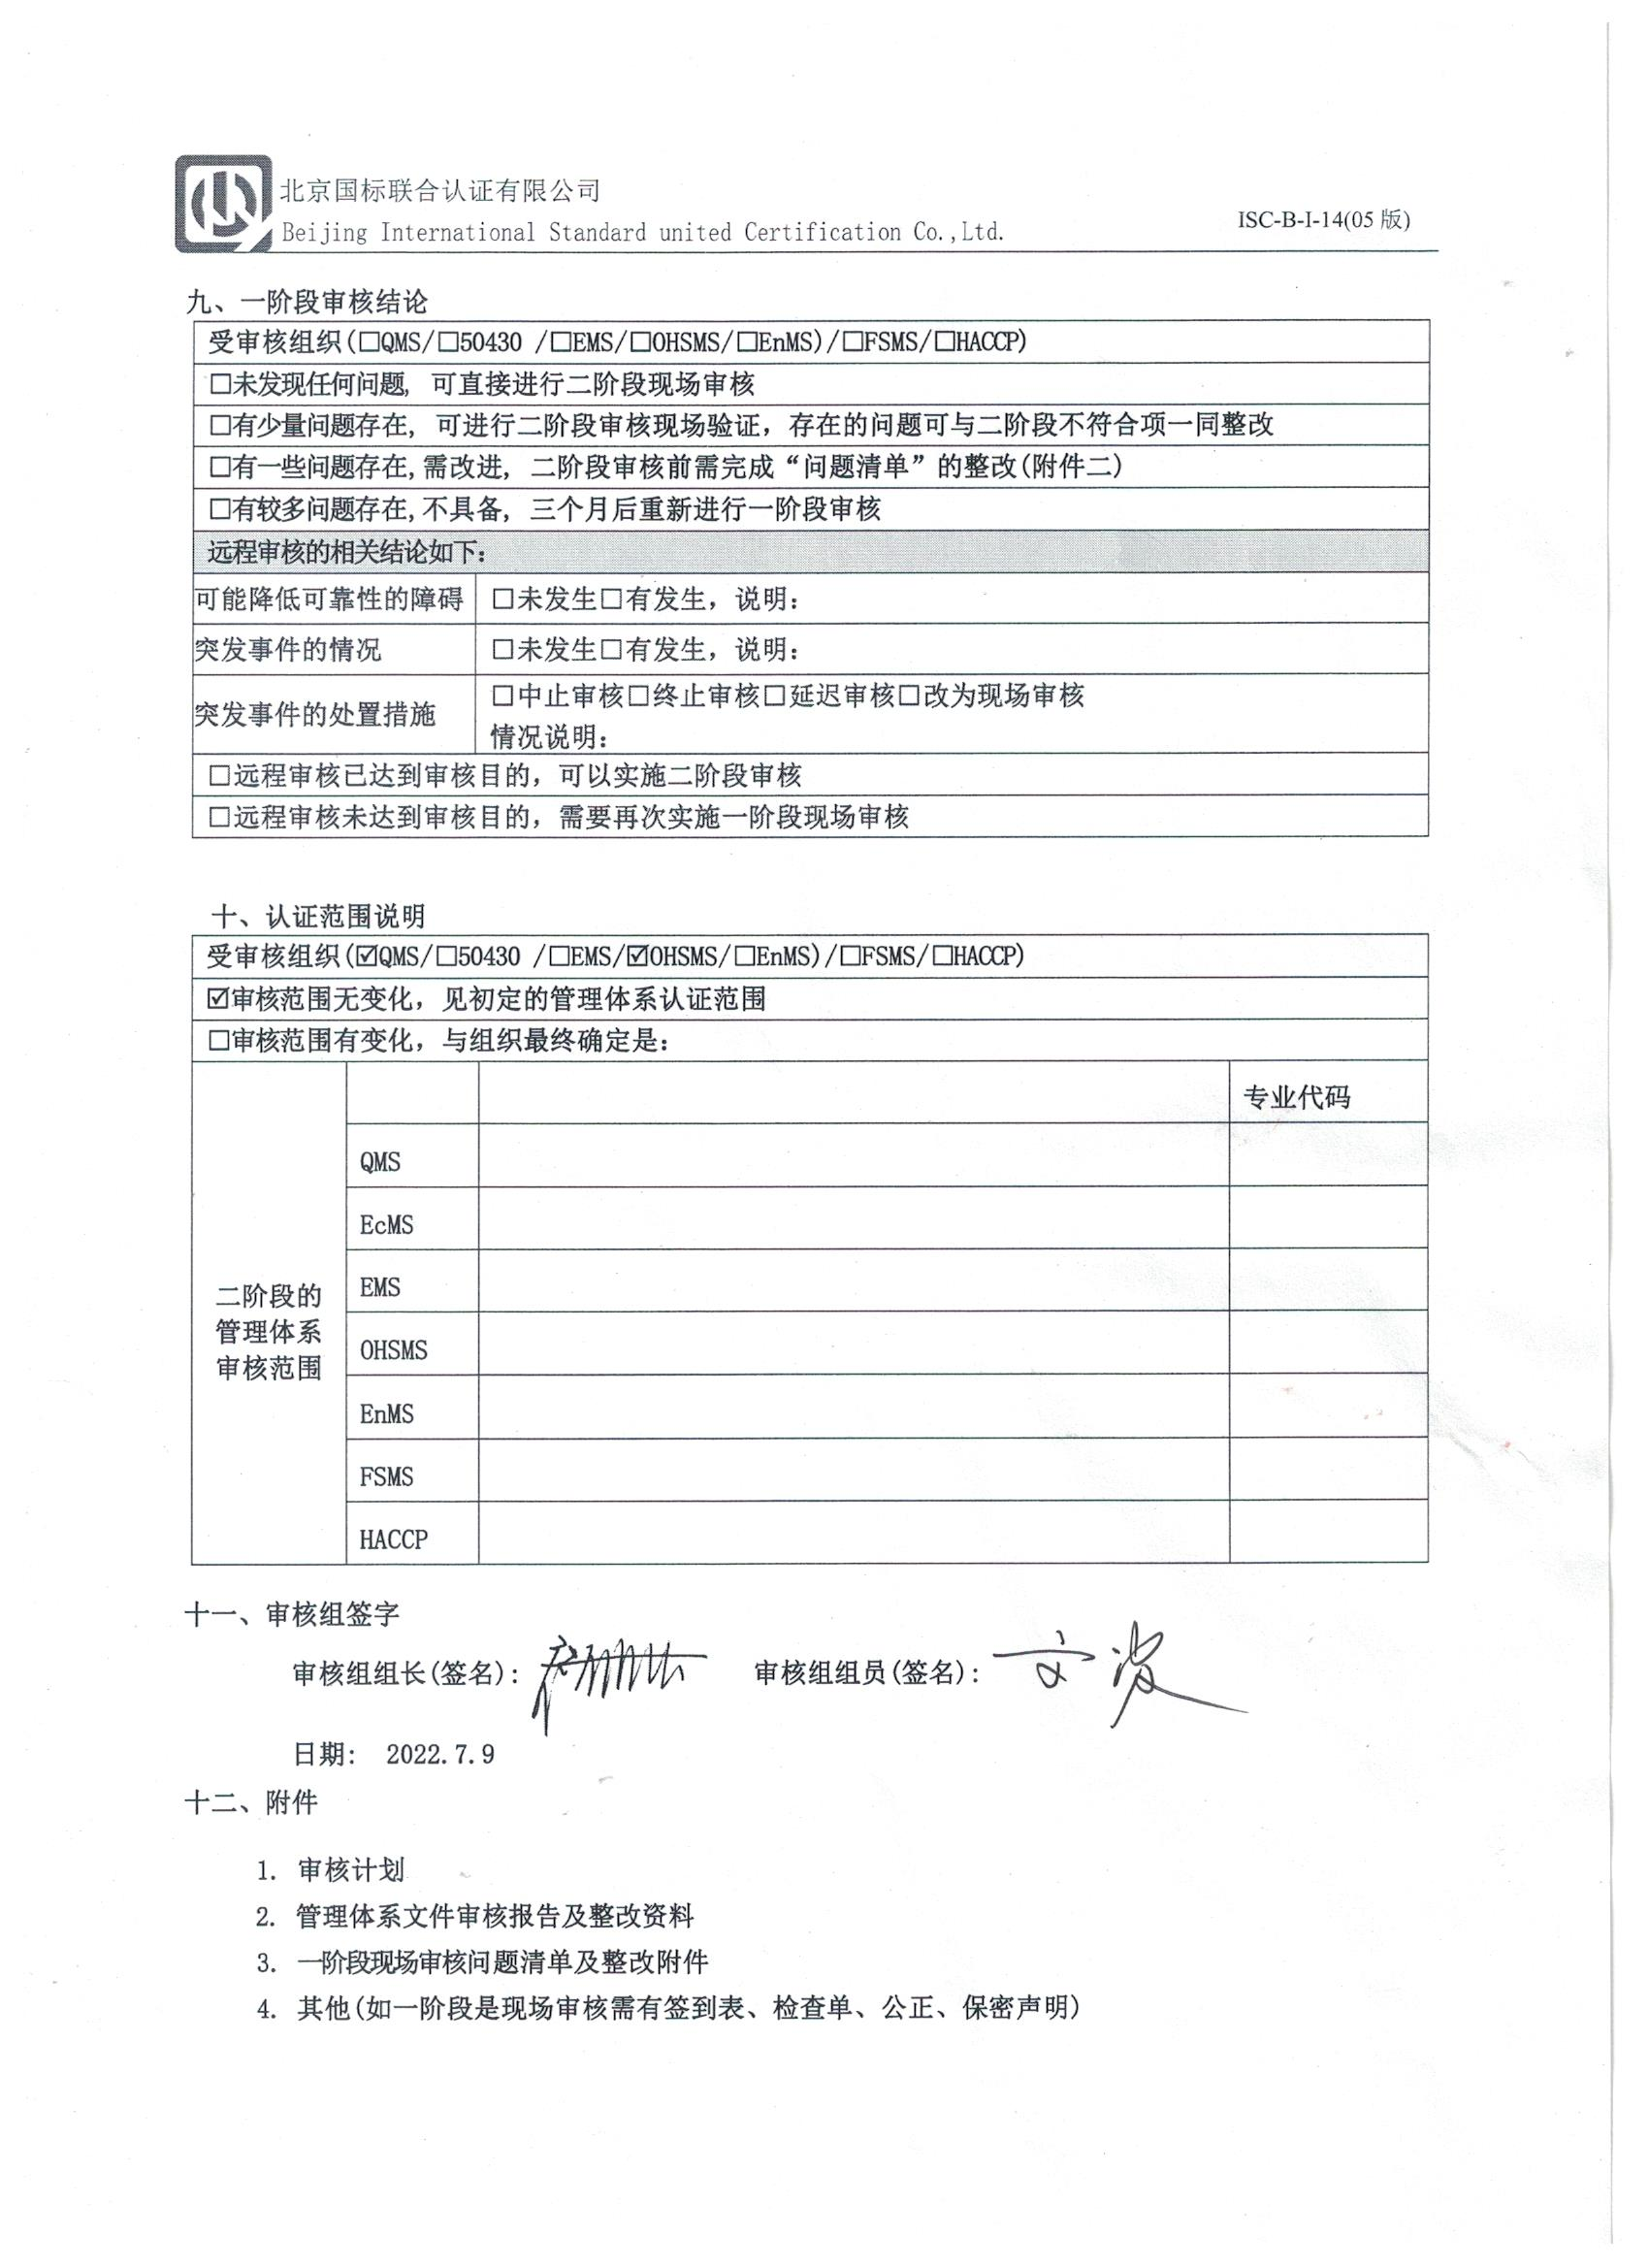 北京国标联合认证有限公司
Beijing International Standard united Certification Co.,Ltd.
ISC-B-I-14(05 版)
九、一阶段审核结论
受审核组织(□QMS/□50430 /□EMS/□OHSMS/□EnMS)/□FSMS/□HACCP)
□未发现任何问题, 可直接进行二阶段现场审核
□有少量问题存在, 可进行二阶段审核现场验证，存在的问题可与二阶段不符合项一同整改
□有一些问题存在,需改进, 二阶段审核前需完成“问题清单”的整改(附件二)
□有较多问题存在,不具备, 三个月后重新进行一阶段审核
远程审核的相关结论如下:
可能降低可靠性的障碍 □未发生□有发生，说明:
突发事件的情况 □未发生□有发生，说明:
突发事件的处置措施 □中止审核□终止审核□延迟审核□改为现场审核
情况说明:
□远程审核已达到审核目的，可以实施二阶段审核
□远程审核未达到审核目的，需要再次实施一阶段现场审核
十、认证范围说明
受审核组织(☑QMS/□50430 /□EMS/☑OHSMS/□EnMS)/□FSMS/□HACCP)
☑审核范围无变化，见初定的管理体系认证范围
□审核范围有变化，与组织最终确定是:
专业代码
二阶段的
管理体系
审核范围
QMS
EcMS
EMS
OHSMS
EnMS
FSMS
HACCP
十一、审核组签字
审核组组长(签名): 审核组组员(签名): 文波
日期: 2022.7.9
十二、附件
1. 审核计划
2. 管理体系文件审核报告及整改资料
3. 一阶段现场审核问题清单及整改附件
4. 其他(如一阶段是现场审核需有签到表、检查单、公正、保密声明)